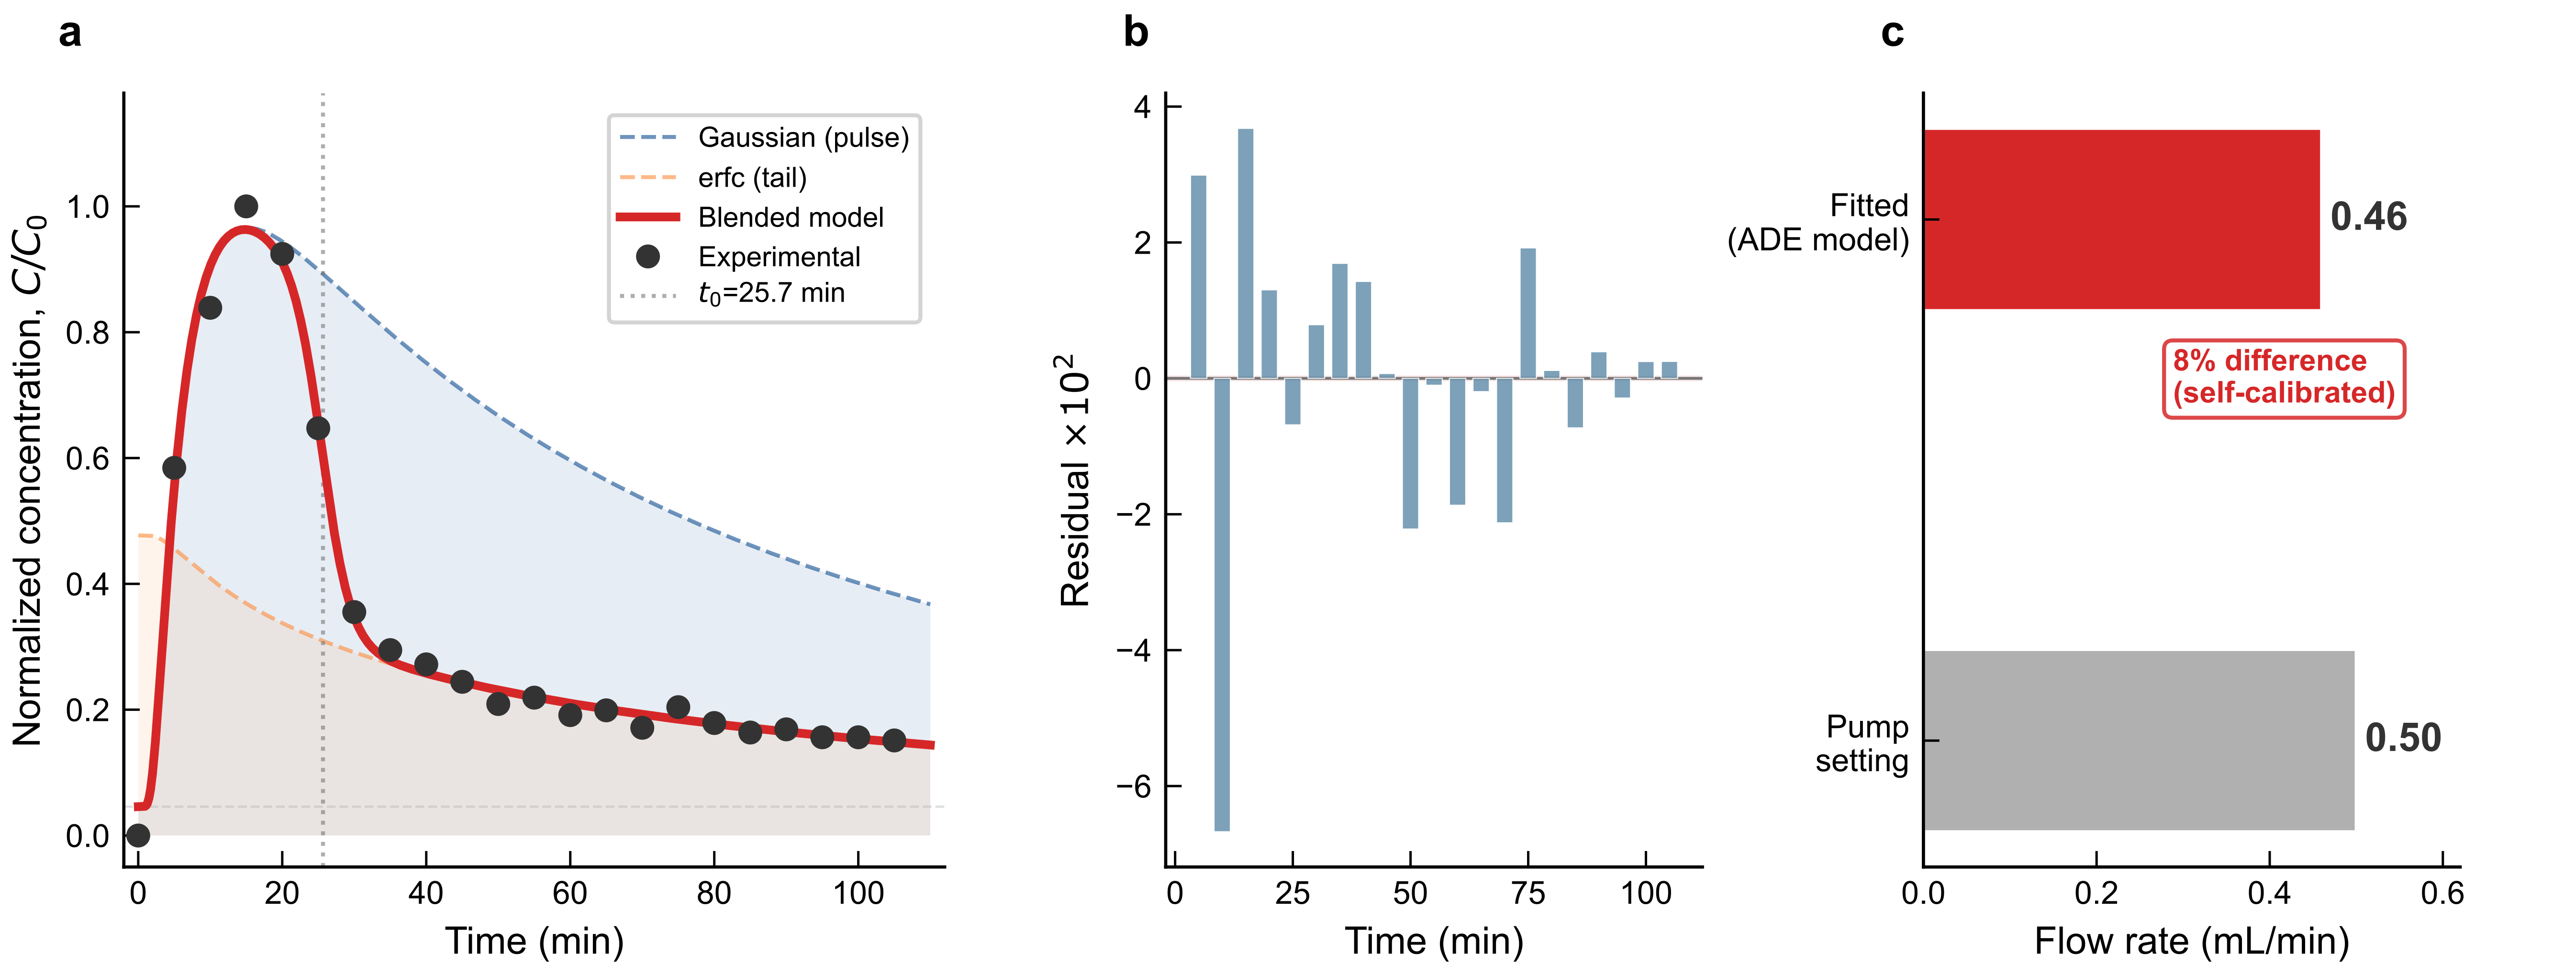 a
Normalized concentration, C/C₀
1.0
0.8
0.6
0.4
0.2
0.0
0 20 40 60 80 100
Time (min)
Gaussian (pulse)
erfc (tail)
Blended model
Experimental
t₀=25.7 min
b
Residual ×10²
4
2
0
−2
−4
−6
0 25 50 75 100
Time (min)
c
Fitted
(ADE model)
0.46
8% difference
(self-calibrated)
Pump
setting
0.50
0.0 0.2 0.4 0.6
Flow rate (mL/min)